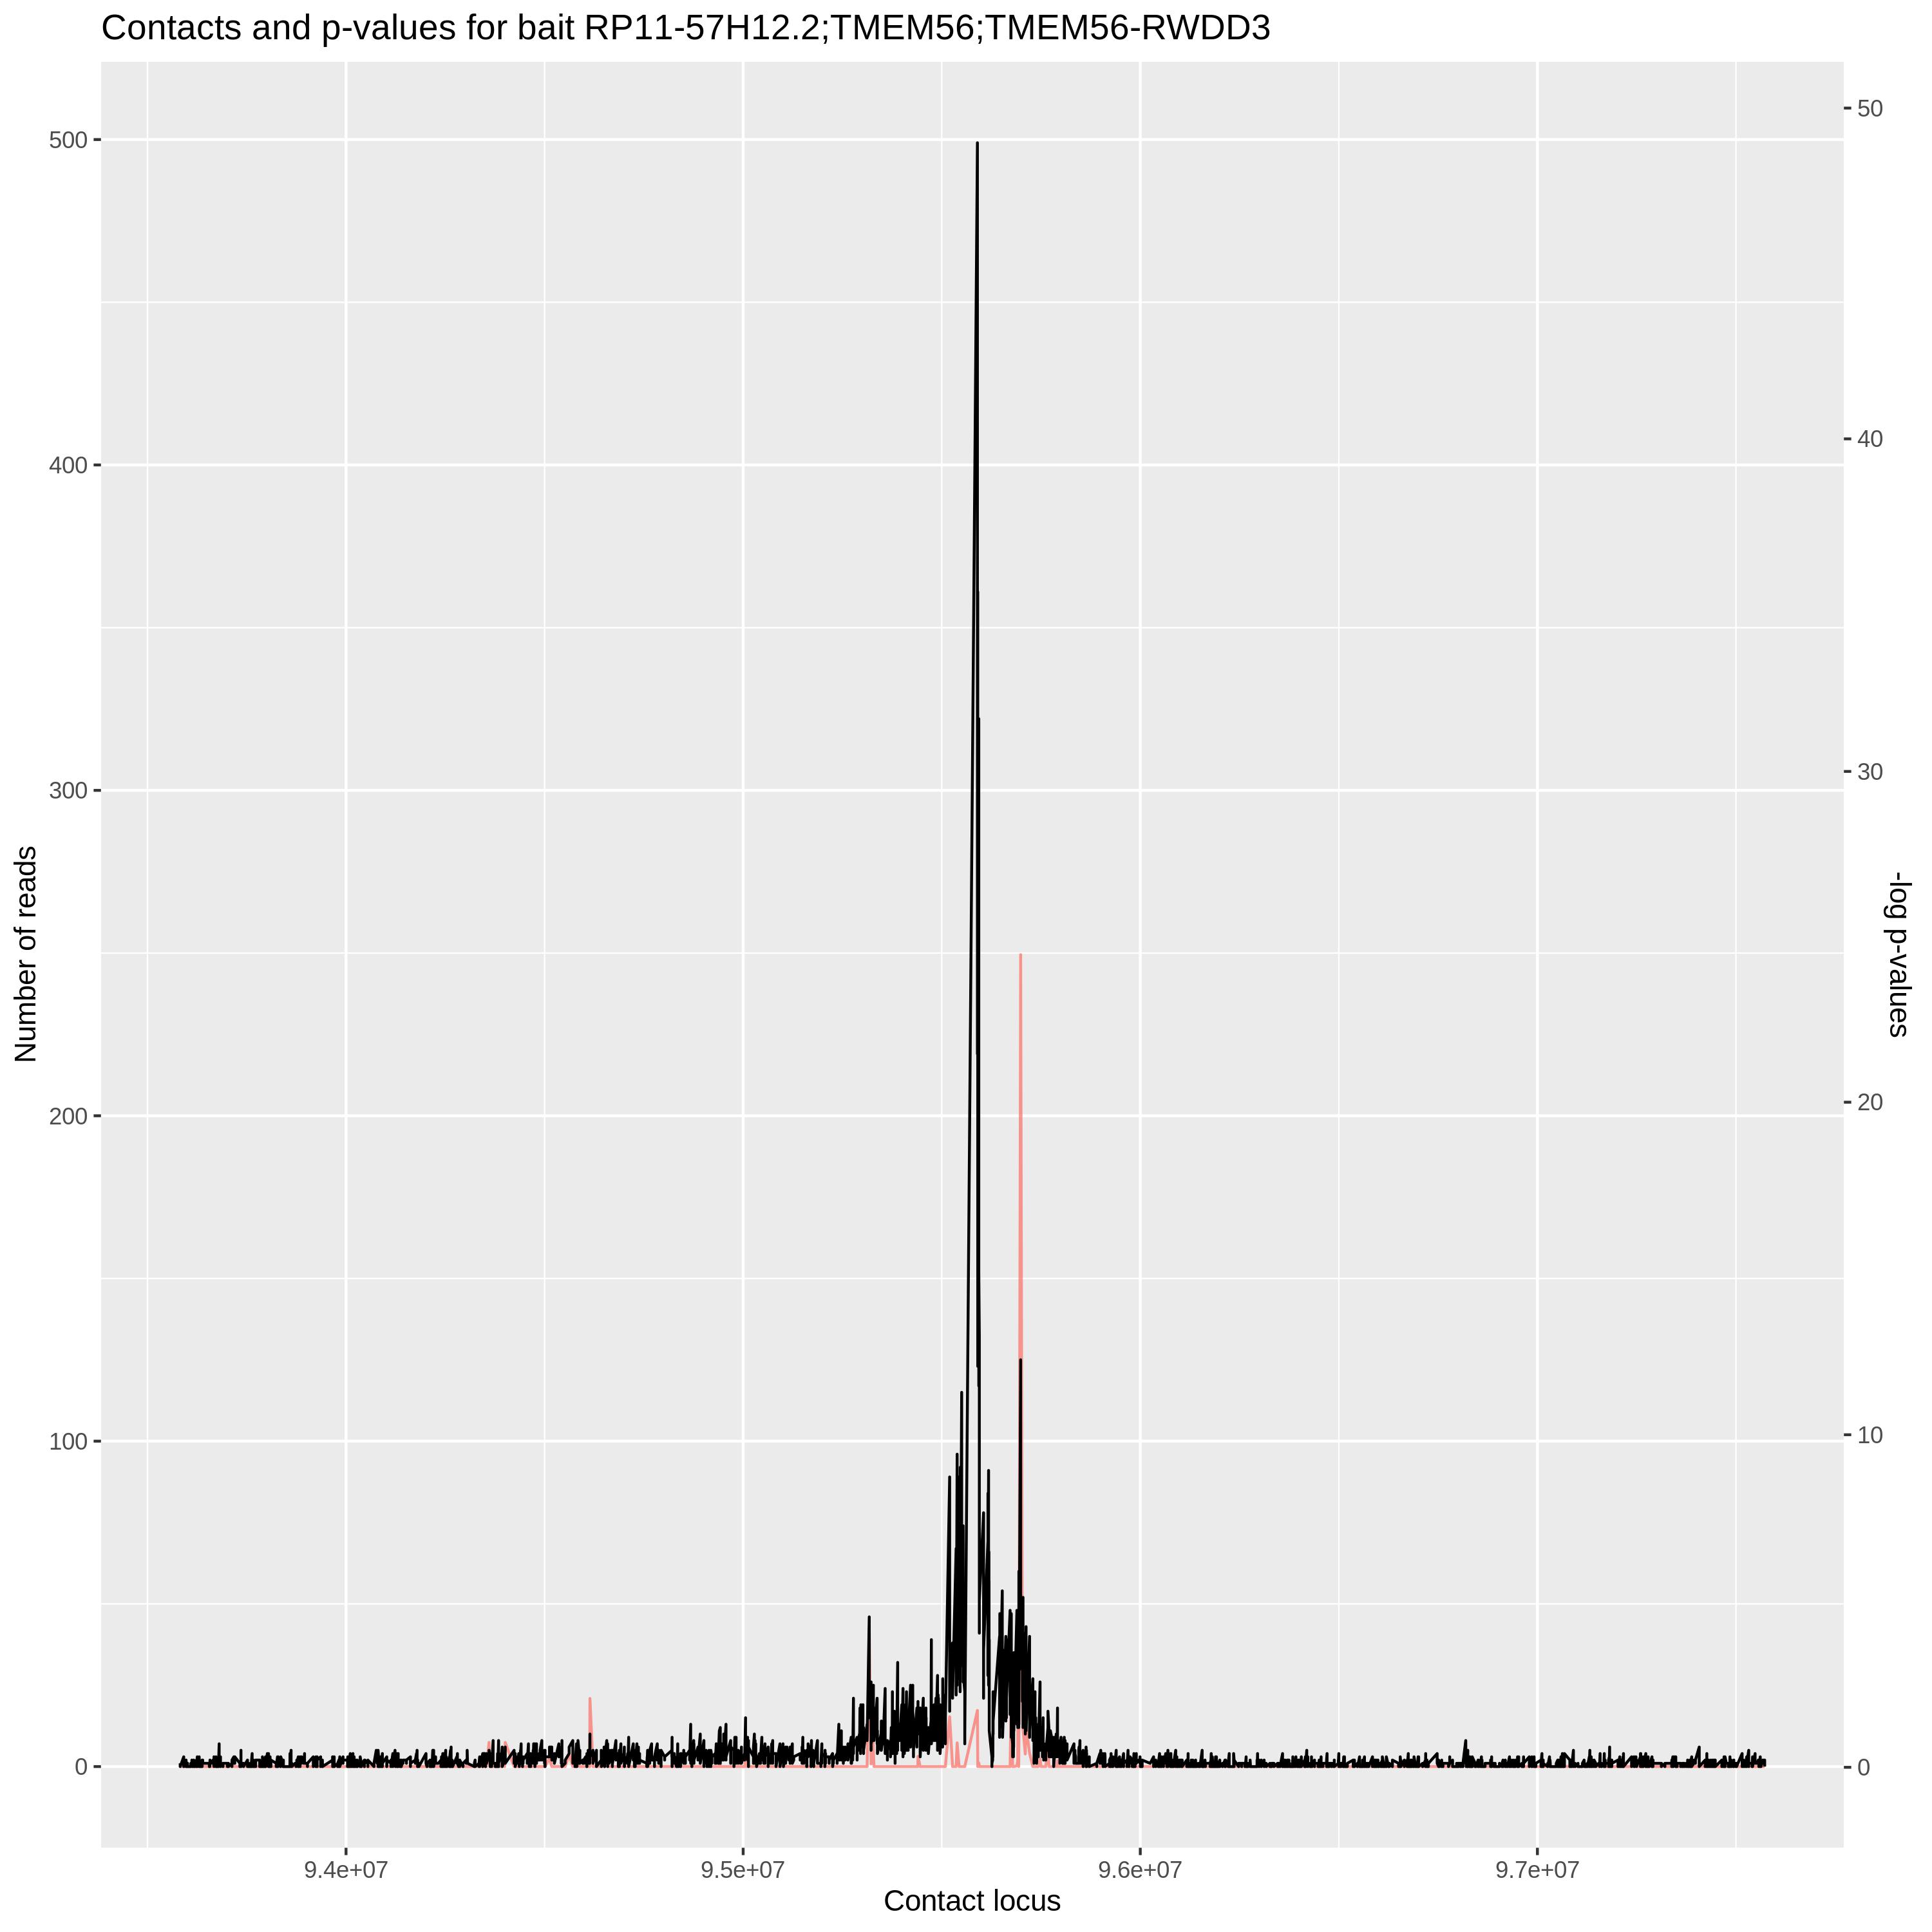 Contacts and p-values for bait RP11-57H12.2;TMEM56;TMEM56-RWDD3
500
400
300
200
100
0
Number of reads
50
40
30
20
10
0
-log p-values
9.4e+07
9.5e+07
9.6e+07
9.7e+07
Contact locus